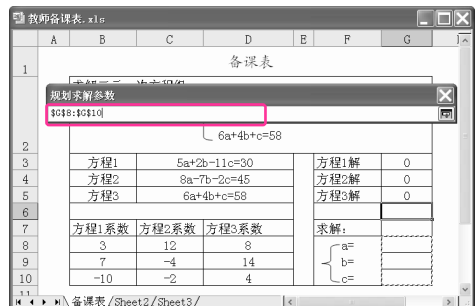 教师备课表.xls
A B C D E F G
1 备课表
求解三元一次方程组
规划求解参数
$G$8:$G$10
6a+4b+c=58
2
3 方程1 5a+2b-11c=30 方程1解 0
4 方程2 8a-7b-2c=45 方程2解 0
5 方程3 6a+4b+c=58 方程3解 0
6
7 方程1系数 方程2系数 方程3系数 求解:
8 3 12 8 a=
9 7 -4 14 b=
10 -10 -2 4 c=
11
备课表/Sheet2/Sheet3/